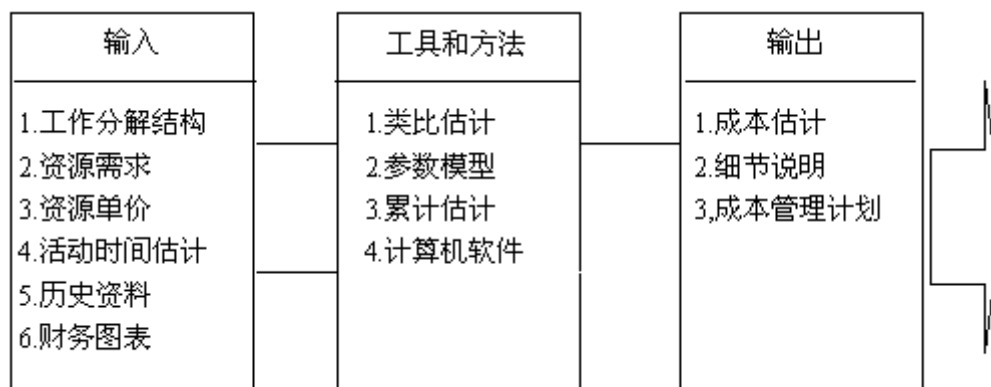 输入
1.工作分解结构
2.资源需求
3.资源单价
4.活动时间估计
5.历史资料
6.财务图表
工具和方法
1.类比估计
2.参数模型
3.累计估计
4.计算机软件
输出
1.成本估计
2.细节说明
3,成本管理计划